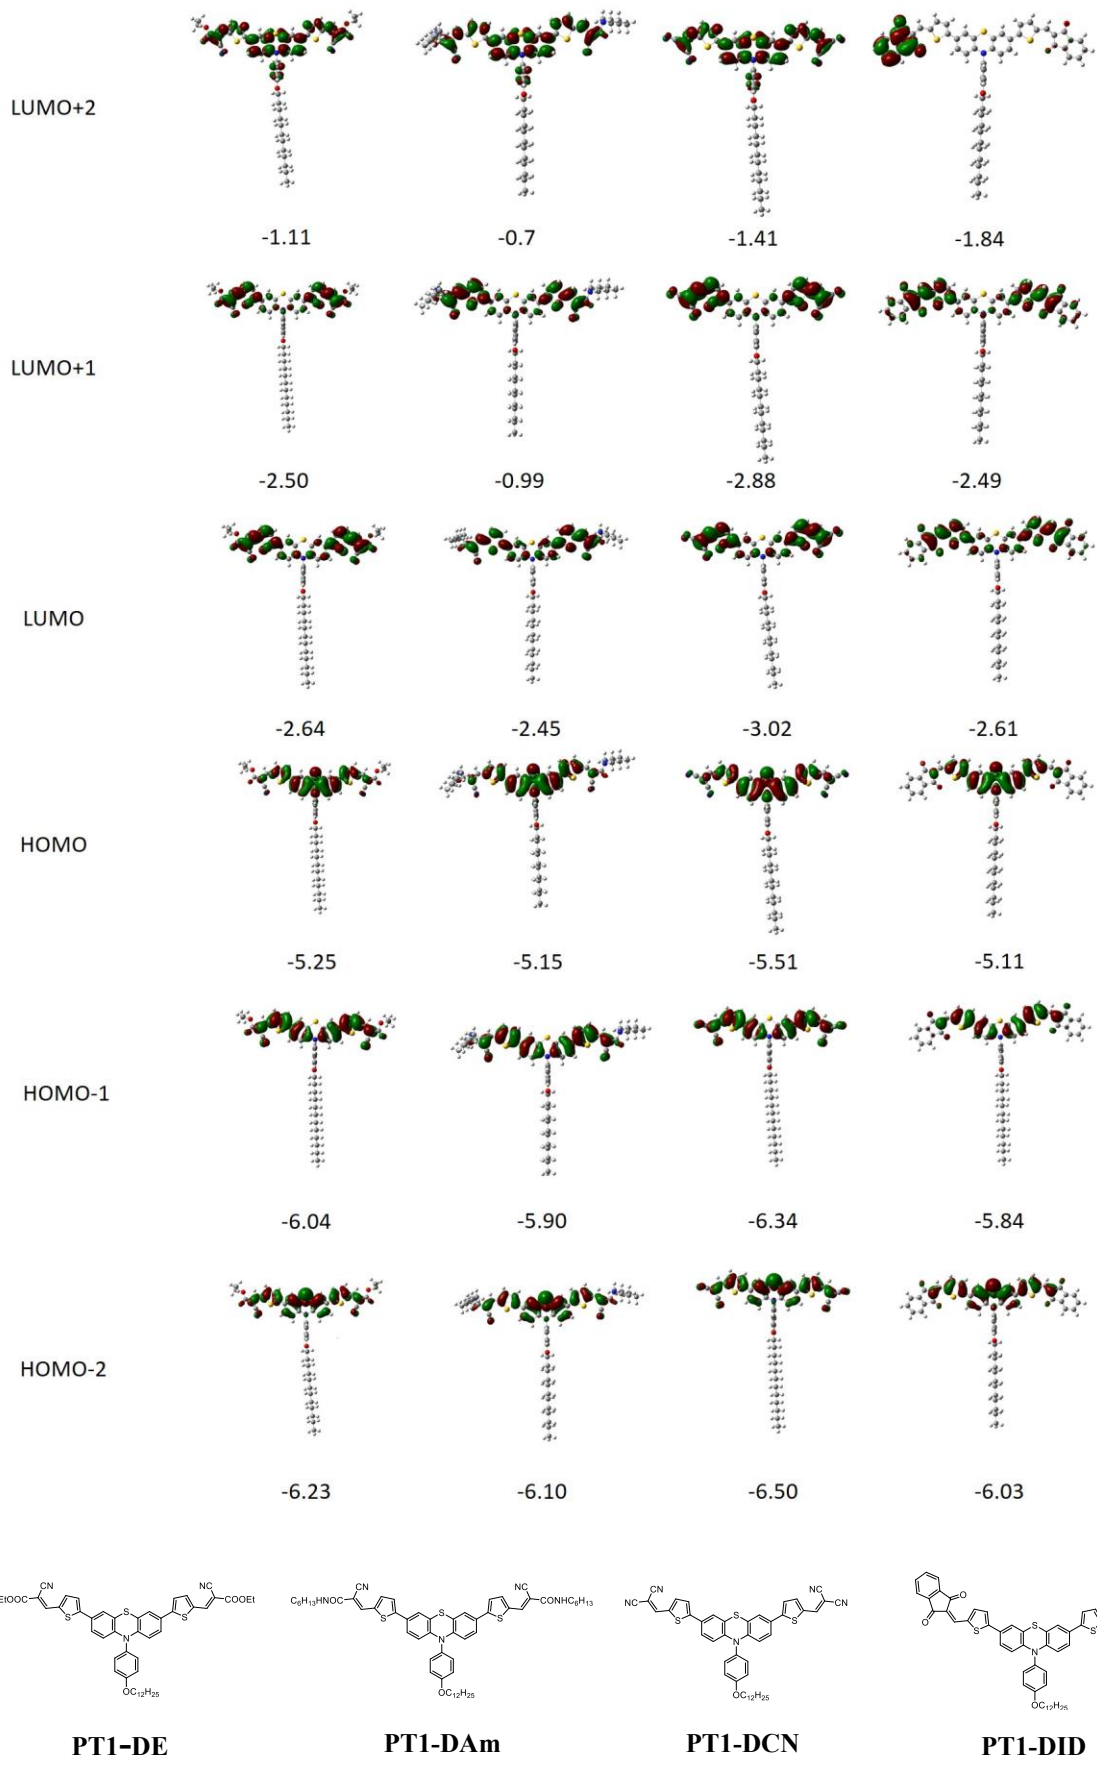 LUMO+2
-1.11 -0.7 -1.41 -1.84
LUMO+1
-2.50 -0.99 -2.88 -2.49
LUMO
-2.64 -2.45 -3.02 -2.61
HOMO
-5.25 -5.15 -5.51 -5.11
HOMO-1
-6.04 -5.90 -6.34 -5.84
HOMO-2
-6.23 -6.10 -6.50 -6.03
CN NC CN NC CN NC O
EtOOC S S S COOEt C6H13HNOC S S S CONHC6H13 NC S S S CN O S S S
N N N N
OC12H25 OC12H25 OC12H25 OC12H25
PT1-DE PT1-DAm PT1-DCN PT1-DID